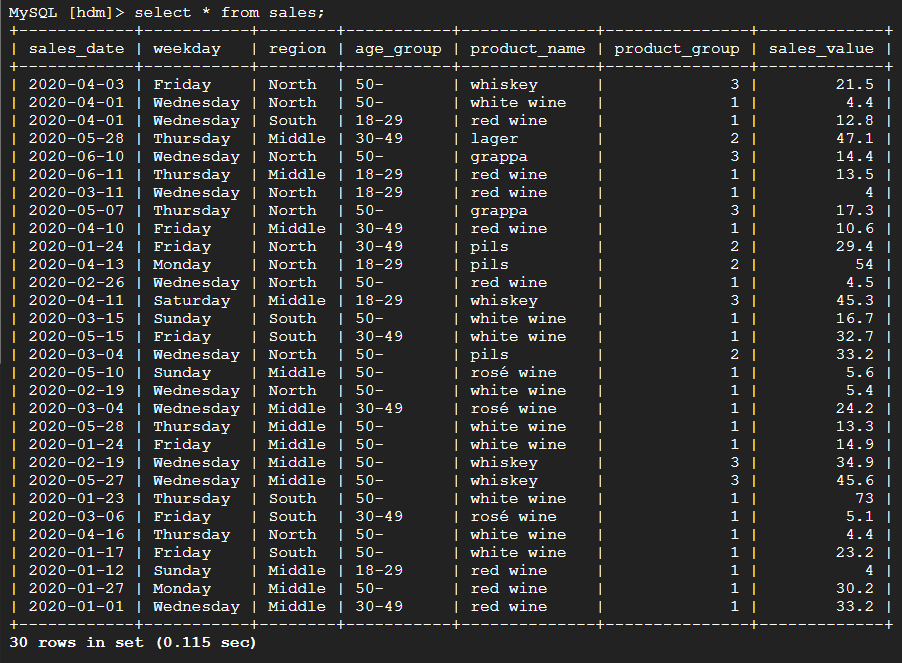 MySQL [hdm]> select * from sales;
+------------+-----------+--------+-----------+--------------+---------------+-------------+
| sales_date | weekday   | region | age_group | product_name | product_group | sales_value |
+------------+-----------+--------+-----------+--------------+---------------+-------------+
| 2020-04-03 | Friday    | North  | 50-       | whiskey      |             3 |        21.5 |
| 2020-04-01 | Wednesday | North  | 50-       | white wine   |             1 |         4.4 |
| 2020-04-01 | Wednesday | South  | 18-29     | red wine     |             1 |        12.8 |
| 2020-05-28 | Thursday  | Middle | 30-49     | lager        |             2 |        47.1 |
| 2020-06-10 | Wednesday | North  | 50-       | grappa       |             3 |        14.4 |
| 2020-06-11 | Thursday  | Middle | 18-29     | red wine     |             1 |        13.5 |
| 2020-03-11 | Wednesday | North  | 18-29     | red wine     |             1 |           4 |
| 2020-05-07 | Thursday  | North  | 50-       | grappa       |             3 |        17.3 |
| 2020-04-10 | Friday    | Middle | 30-49     | red wine     |             1 |        10.6 |
| 2020-01-24 | Friday    | North  | 30-49     | pils         |             2 |        29.4 |
| 2020-04-13 | Monday    | North  | 18-29     | pils         |             2 |          54 |
| 2020-02-26 | Wednesday | North  | 50-       | red wine     |             1 |         4.5 |
| 2020-04-11 | Saturday  | Middle | 18-29     | whiskey      |             3 |        45.3 |
| 2020-03-15 | Sunday    | South  | 50-       | white wine   |             1 |        16.7 |
| 2020-05-15 | Friday    | South  | 30-49     | white wine   |             1 |        32.7 |
| 2020-03-04 | Wednesday | North  | 50-       | pils         |             2 |        33.2 |
| 2020-05-10 | Sunday    | Middle | 50-       | rosé wine    |             1 |         5.6 |
| 2020-02-19 | Wednesday | North  | 50-       | white wine   |             1 |         5.4 |
| 2020-03-04 | Wednesday | Middle | 30-49     | rosé wine    |             1 |        24.2 |
| 2020-05-28 | Thursday  | Middle | 50-       | white wine   |             1 |        13.3 |
| 2020-01-24 | Friday    | Middle | 50-       | white wine   |             1 |        14.9 |
| 2020-02-19 | Wednesday | Middle | 50-       | whiskey      |             3 |        34.9 |
| 2020-05-27 | Wednesday | Middle | 50-       | whiskey      |             3 |        45.6 |
| 2020-01-23 | Thursday  | South  | 50-       | white wine   |             1 |          73 |
| 2020-03-06 | Friday    | South  | 30-49     | rosé wine    |             1 |         5.1 |
| 2020-04-16 | Thursday  | North  | 50-       | white wine   |             1 |         4.4 |
| 2020-01-17 | Friday    | South  | 50-       | white wine   |             1 |        23.2 |
| 2020-01-12 | Sunday    | Middle | 18-29     | red wine     |             1 |           4 |
| 2020-01-27 | Monday    | Middle | 50-       | red wine     |             1 |        30.2 |
| 2020-01-01 | Wednesday | Middle | 30-49     | red wine     |             1 |        33.2 |
+------------+-----------+--------+-----------+--------------+---------------+-------------+
30 rows in set (0.115 sec)